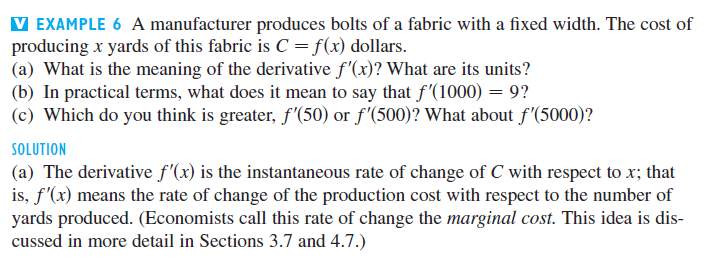 V EXAMPLE 6 A manufacturer produces bolts of a fabric with a fixed width. The cost of
producing x yards of this fabric is C = f(x) dollars.
(a) What is the meaning of the derivative f′(x)? What are its units?
(b) In practical terms, what does it mean to say that f′(1000) = 9?
(c) Which do you think is greater, f′(50) or f′(500)? What about f′(5000)?
SOLUTION
(a) The derivative f′(x) is the instantaneous rate of change of C with respect to x; that
is, f′(x) means the rate of change of the production cost with respect to the number of
yards produced. (Economists call this rate of change the marginal cost. This idea is dis-
cussed in more detail in Sections 3.7 and 4.7.)